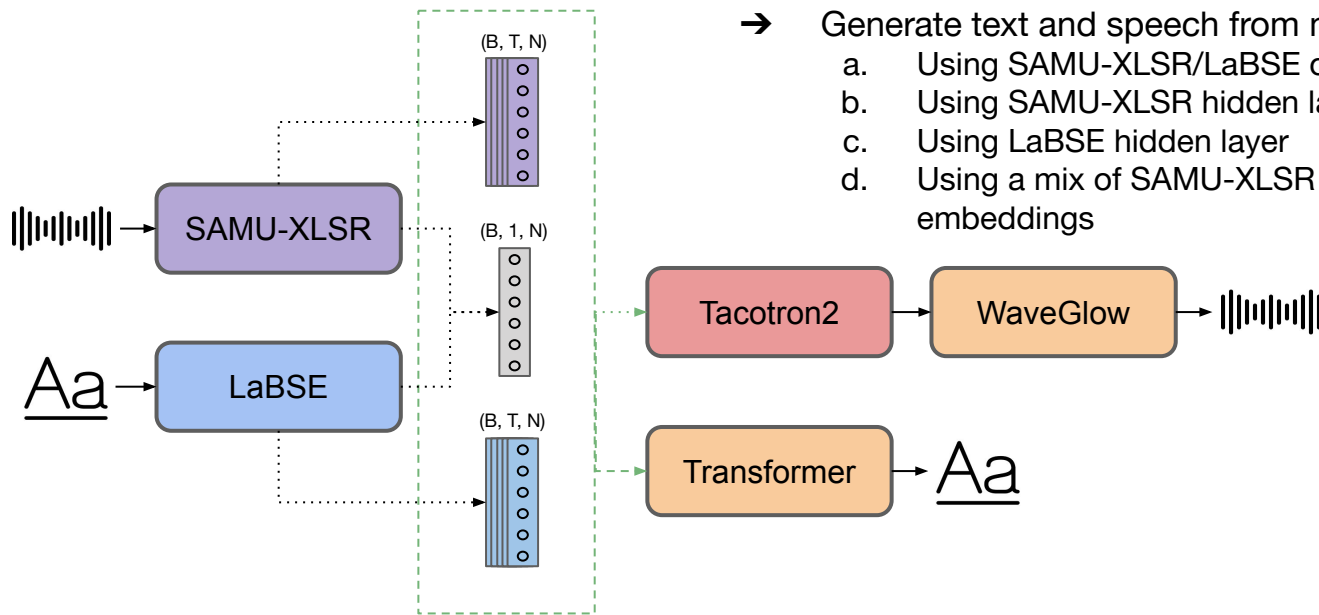 ➔ Generate text and speech from
a. Using SAMU-XLSR/LaBSE
b. Using SAMU-XLSR hidden
c. Using LaBSE hidden layer
d. Using a mix of SAMU-XLSR
embeddings
(B, T, N)
SAMU-XLSR
(B, 1, N)
Tacotron2
WaveGlow
Aa
LaBSE
(B, T, N)
Transformer
Aa